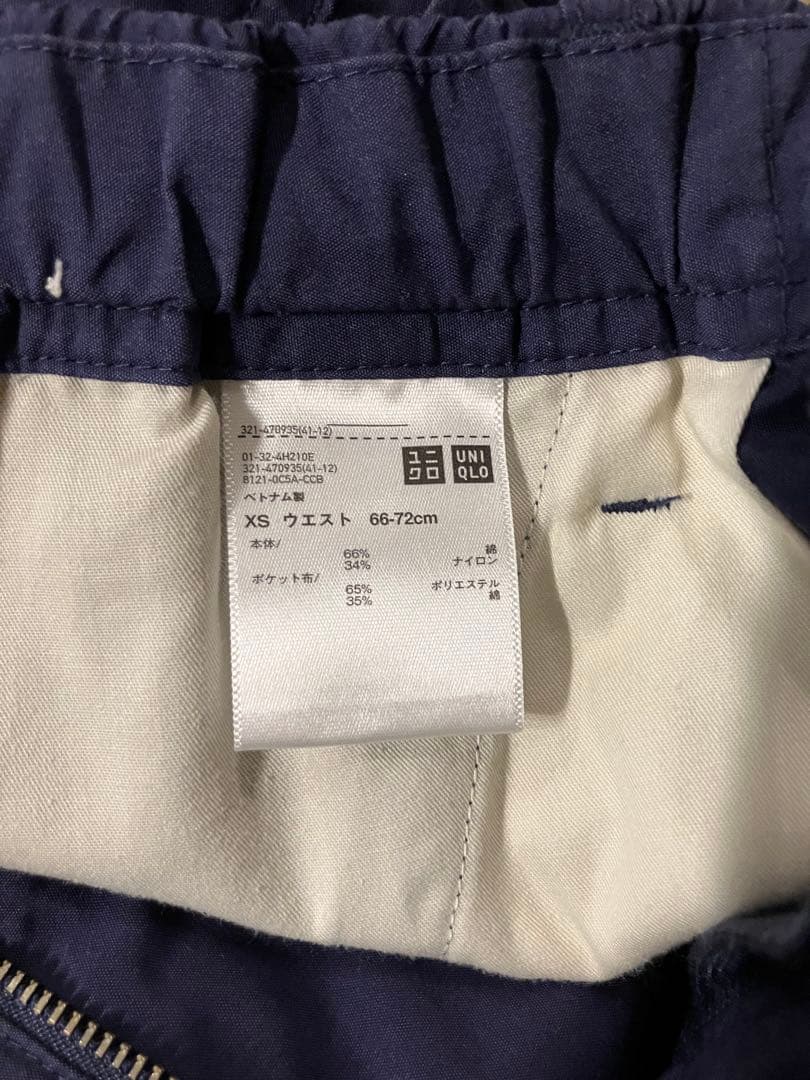 321-470935(41-12)
01-32-4H210E
321-470935(41-12)
8121-0C5A-CCB
ユニクロ
UNIQLO
ベトナム製
XS ウエスト 66-72cm
本体/
66% 綿
34% ナイロン
ポケット布/
65% ポリエステル
35% 綿